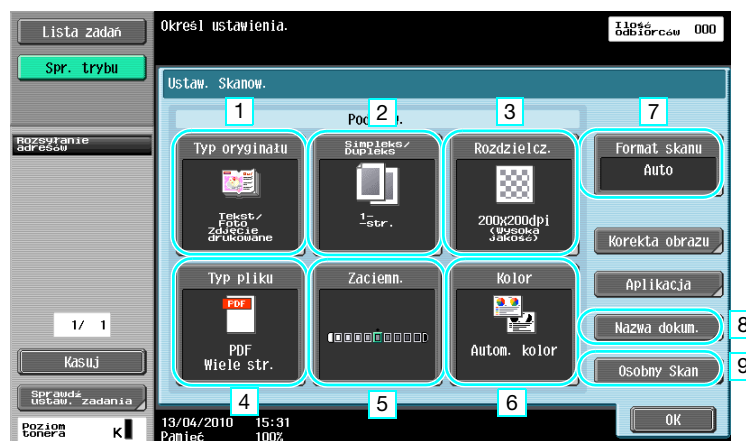 Lista zadań
Określ ustawienia.
Ilość
odbiorców 000
Spr. trybu
Ustaw. Skanow.
1
2
3
7
Rozsyłanie
adresów
Typ oryginału
Simpleks/
Dupleks
Rozdzielcz.
Format skanu
Auto
Tekst/
Foto
Zdjęcie
drukowane
1-
-str.
200X200dpi
(Wysoka
jakość)
Korekta obrazu
Typ pliku
Zaciemn.
Kolor
Aplikacja
PDF
1/ 1
PDF
Wiele str.
Autom. kolor
Nazwa dokum.
8
Kasuj
Osobny Skan
9
Sprawdź
ustaw. zadania
4
5
6
Poziom
tonera K
13/04/2010 15:31
Pamięć 100%
OK